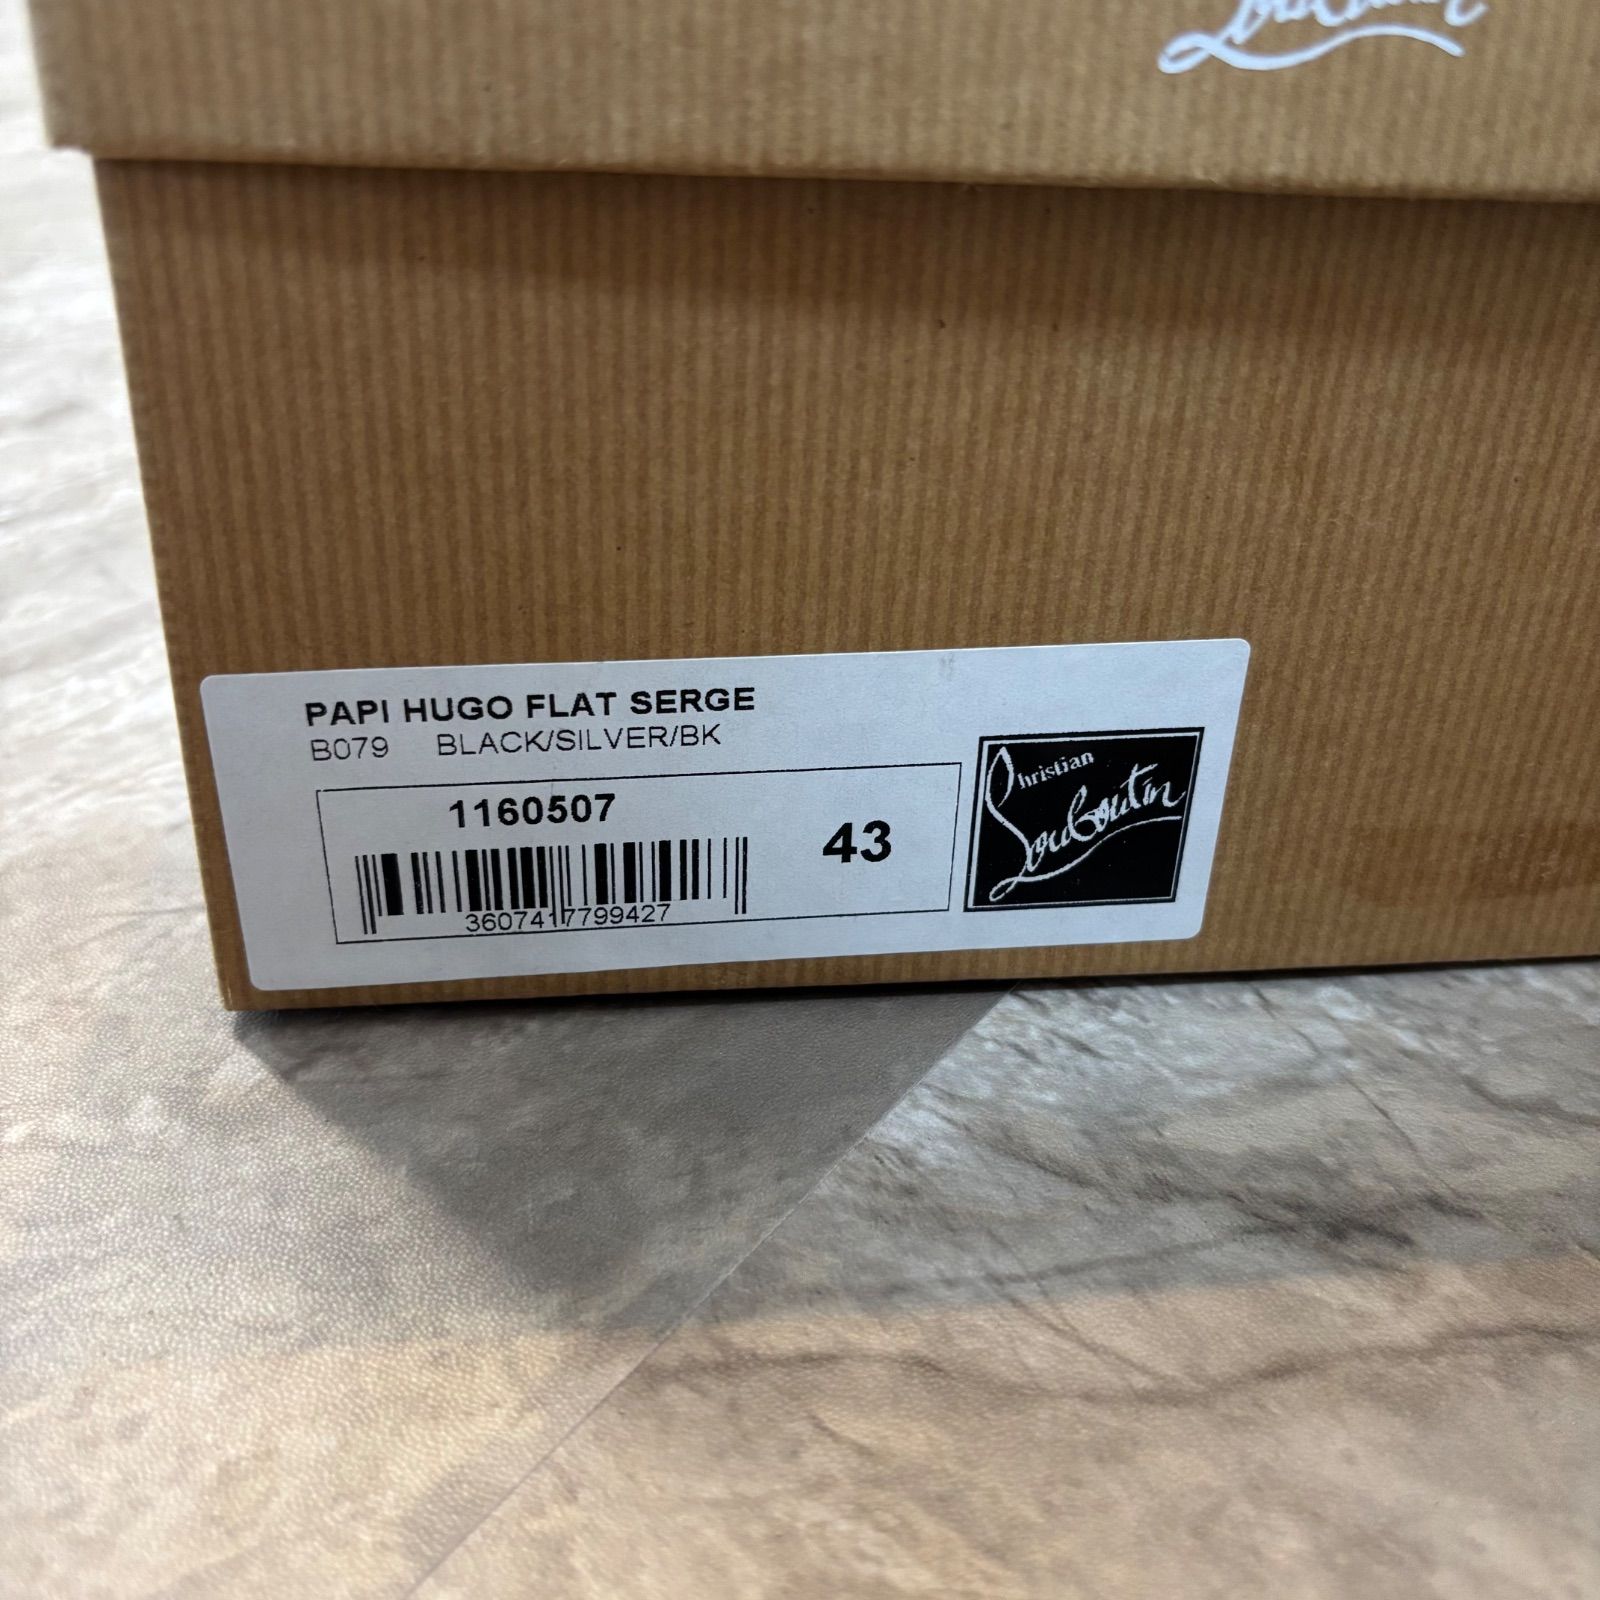 PAPI HUGO FLAT SERGE
B079 BLACK/SILVER/BK
1160507
43
3607417799427
Christian
Louboutin